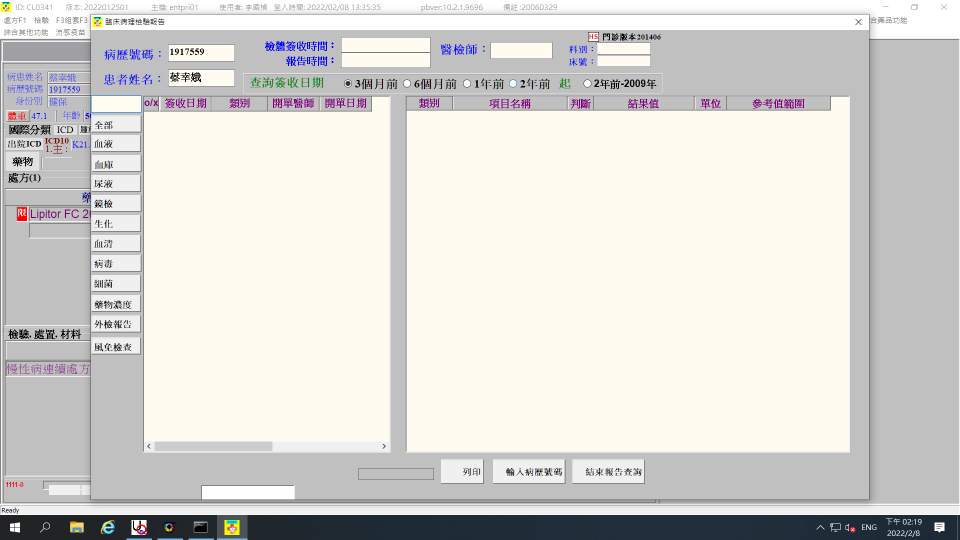 ID: CL0341 版本: 2022012501 主檔: entpri01 使用者: 李國禎 登入時間: 2022/02/08 13:35:35 pbver:10.2.1.9696 備註:20060329
處方F1 檢驗 F3組套F3
綜合其他功能 流感疫苗
臨床病理檢驗報告
合藥品功能
病歷號碼： 1917559 檢體簽收時間： 醫檢師： HS 門診版本201406
報告時間： 科別：
床號：
患者姓名： 蔡幸娥 查詢簽收日期 3個月前 6個月前 1年前 2年前 起 2年前-2009年
病患姓名 蔡幸娥
病歷號碼 1917559
身份別 健保
體重 47.1 年齡
國際分類 ICD
出院ICD ICD10 1.主: K21.
藥物
處方(1)
限 Lipitor FC 2
檢驗, 處置, 材料
慢性病連續處方
1111-0
o/x 簽收日期 類別 開單醫師 開單日期
類別 項目名稱 判斷 結果值 單位 參考值範圍
全部
血液
血庫
尿液
鏡檢
生化
血清
病毒
細菌
藥物濃度
外檢報告
風免檢查
列印 輸入病歷號碼 結束報告查詢
Ready
ENG 下午 02:19
2022/2/8